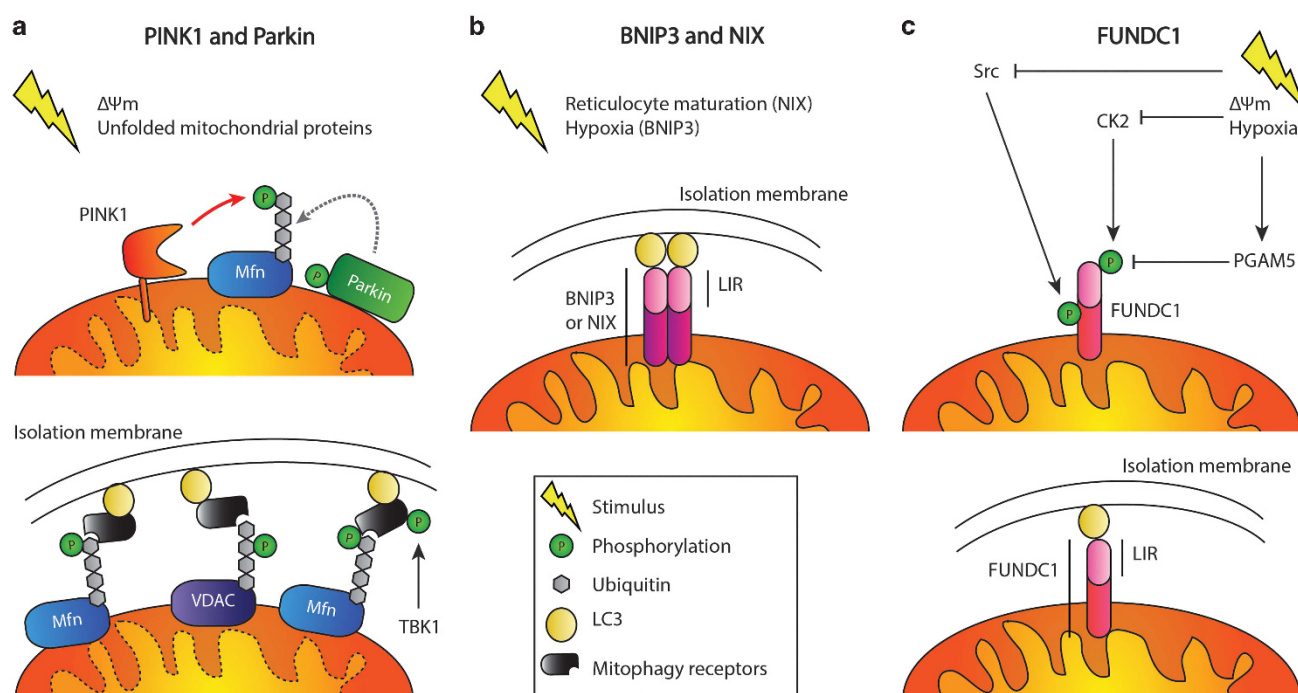 a
PINK1 and Parkin
ΔΨm
Unfolded mitochondrial proteins
PINK1
P
Mfn
P
Parkin
Isolation membrane
P
P
P
P
Mfn
VDAC
Mfn
TBK1
b
BNIP3 and NIX
Reticulocyte maturation (NIX)
Hypoxia (BNIP3)
Isolation membrane
BNIP3
or NIX
LIR
Stimulus
P
Phosphorylation
Ubiquitin
LC3
Mitophagy receptors
c
FUNDC1
Src
ΔΨm
Hypoxia
CK2
P
PGAM5
P
FUNDC1
Isolation membrane
FUNDC1
LIR